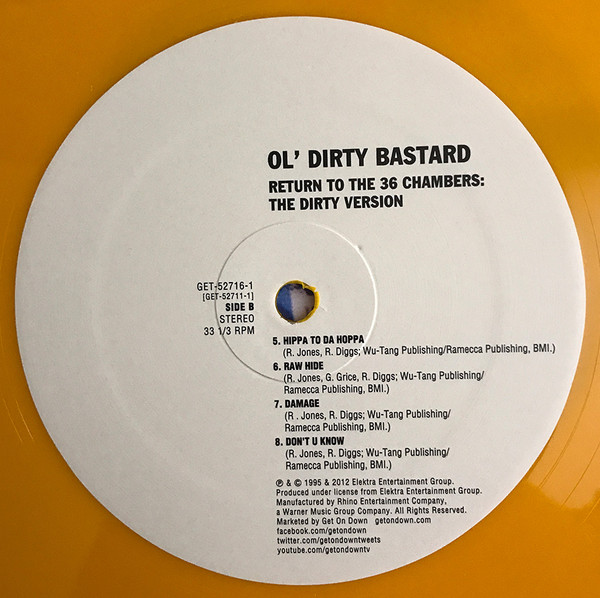 OL' DIRTY BASTARD
RETURN TO THE 36 CHAMBERS:
THE DIRTY VERSION
GET-52716-1
[GET-52711-1]
SIDE B
STEREO
33 1/3 RPM
5. HIPPA TO DA HOPPA
(R. Jones, R. Diggs; Wu-Tang Publishing/Ramecca Publishing, BMI.)
6. RAW HIDE
(R. Jones, G. Grice, R. Diggs; Wu-Tang Publishing/
Ramecca Publishing, BMI.)
7. DAMAGE
(R . Jones, R. Diggs; Wu-Tang Publishing/
Ramecca Publishing, BMI.)
8. DON'T U KNOW
(R. Jones, R. Diggs; Wu-Tang Publishing/
Ramecca Publishing, BMI.)
℗ & © 1995 & 2012 Elektra Entertainment Group.
Produced under license from Elektra Entertainment Group.
Manufactured by Rhino Entertainment Company,
a Warner Music Group Company. All Rights Reserved.
Marketed by Get On Down getondown.com
facebook.com/getondown
twitter.com/getondowntweets
youtube.com/getondowntv